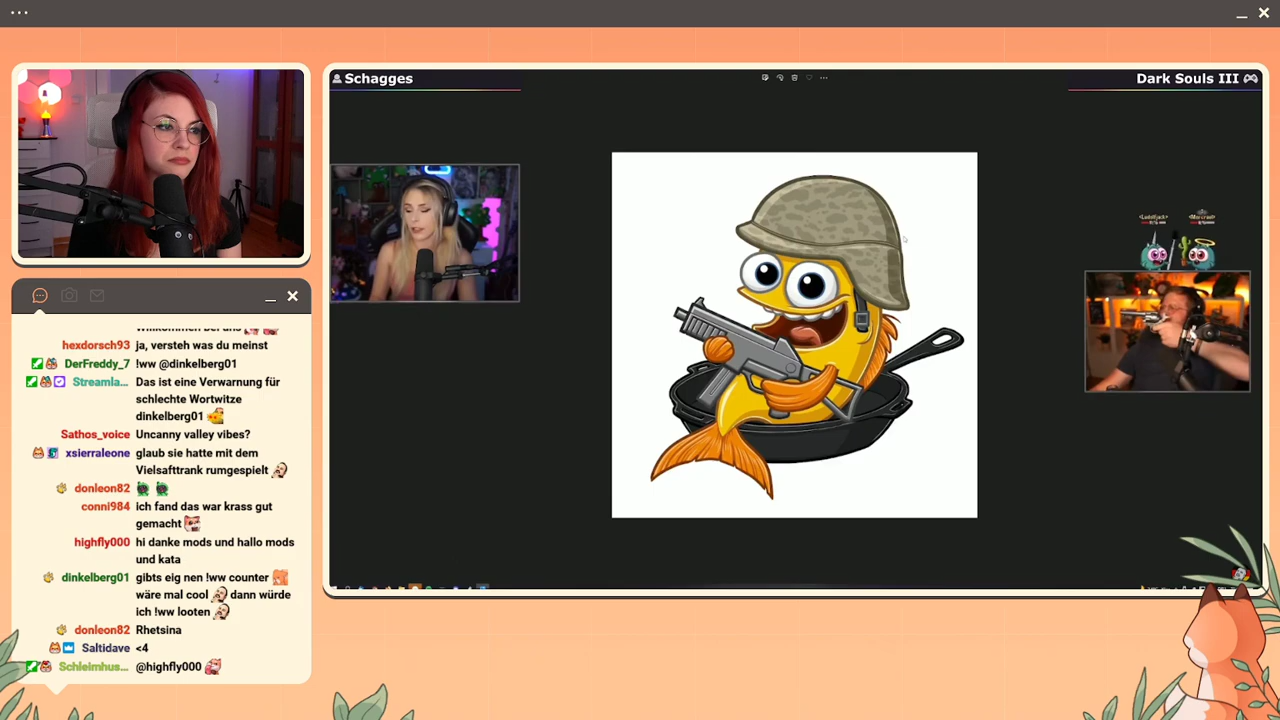 Schagges
Dark Souls III
hexdorsch93 ja, versteh was du meinst
DerFreddy_7 !ww @dinkelberg01
Streamla... Das ist eine Verwarnung für
schlechte Wortwitze
dinkelberg01
Sathos_voice Uncanny valley vibes?
xsierraleone glaub sie hatte mit dem
Vielsafttrank rumgespielt
donleon82
conni984 ich fand das war krass gut
gemacht
highfly000 hi danke mods und hallo mods
und kata
dinkelberg01 gibts eig nen !ww counter
wäre mal cool dann würde
ich !ww looten
donleon82 Rhetsina
Saltidave <4
Schleimhus... @highfly000